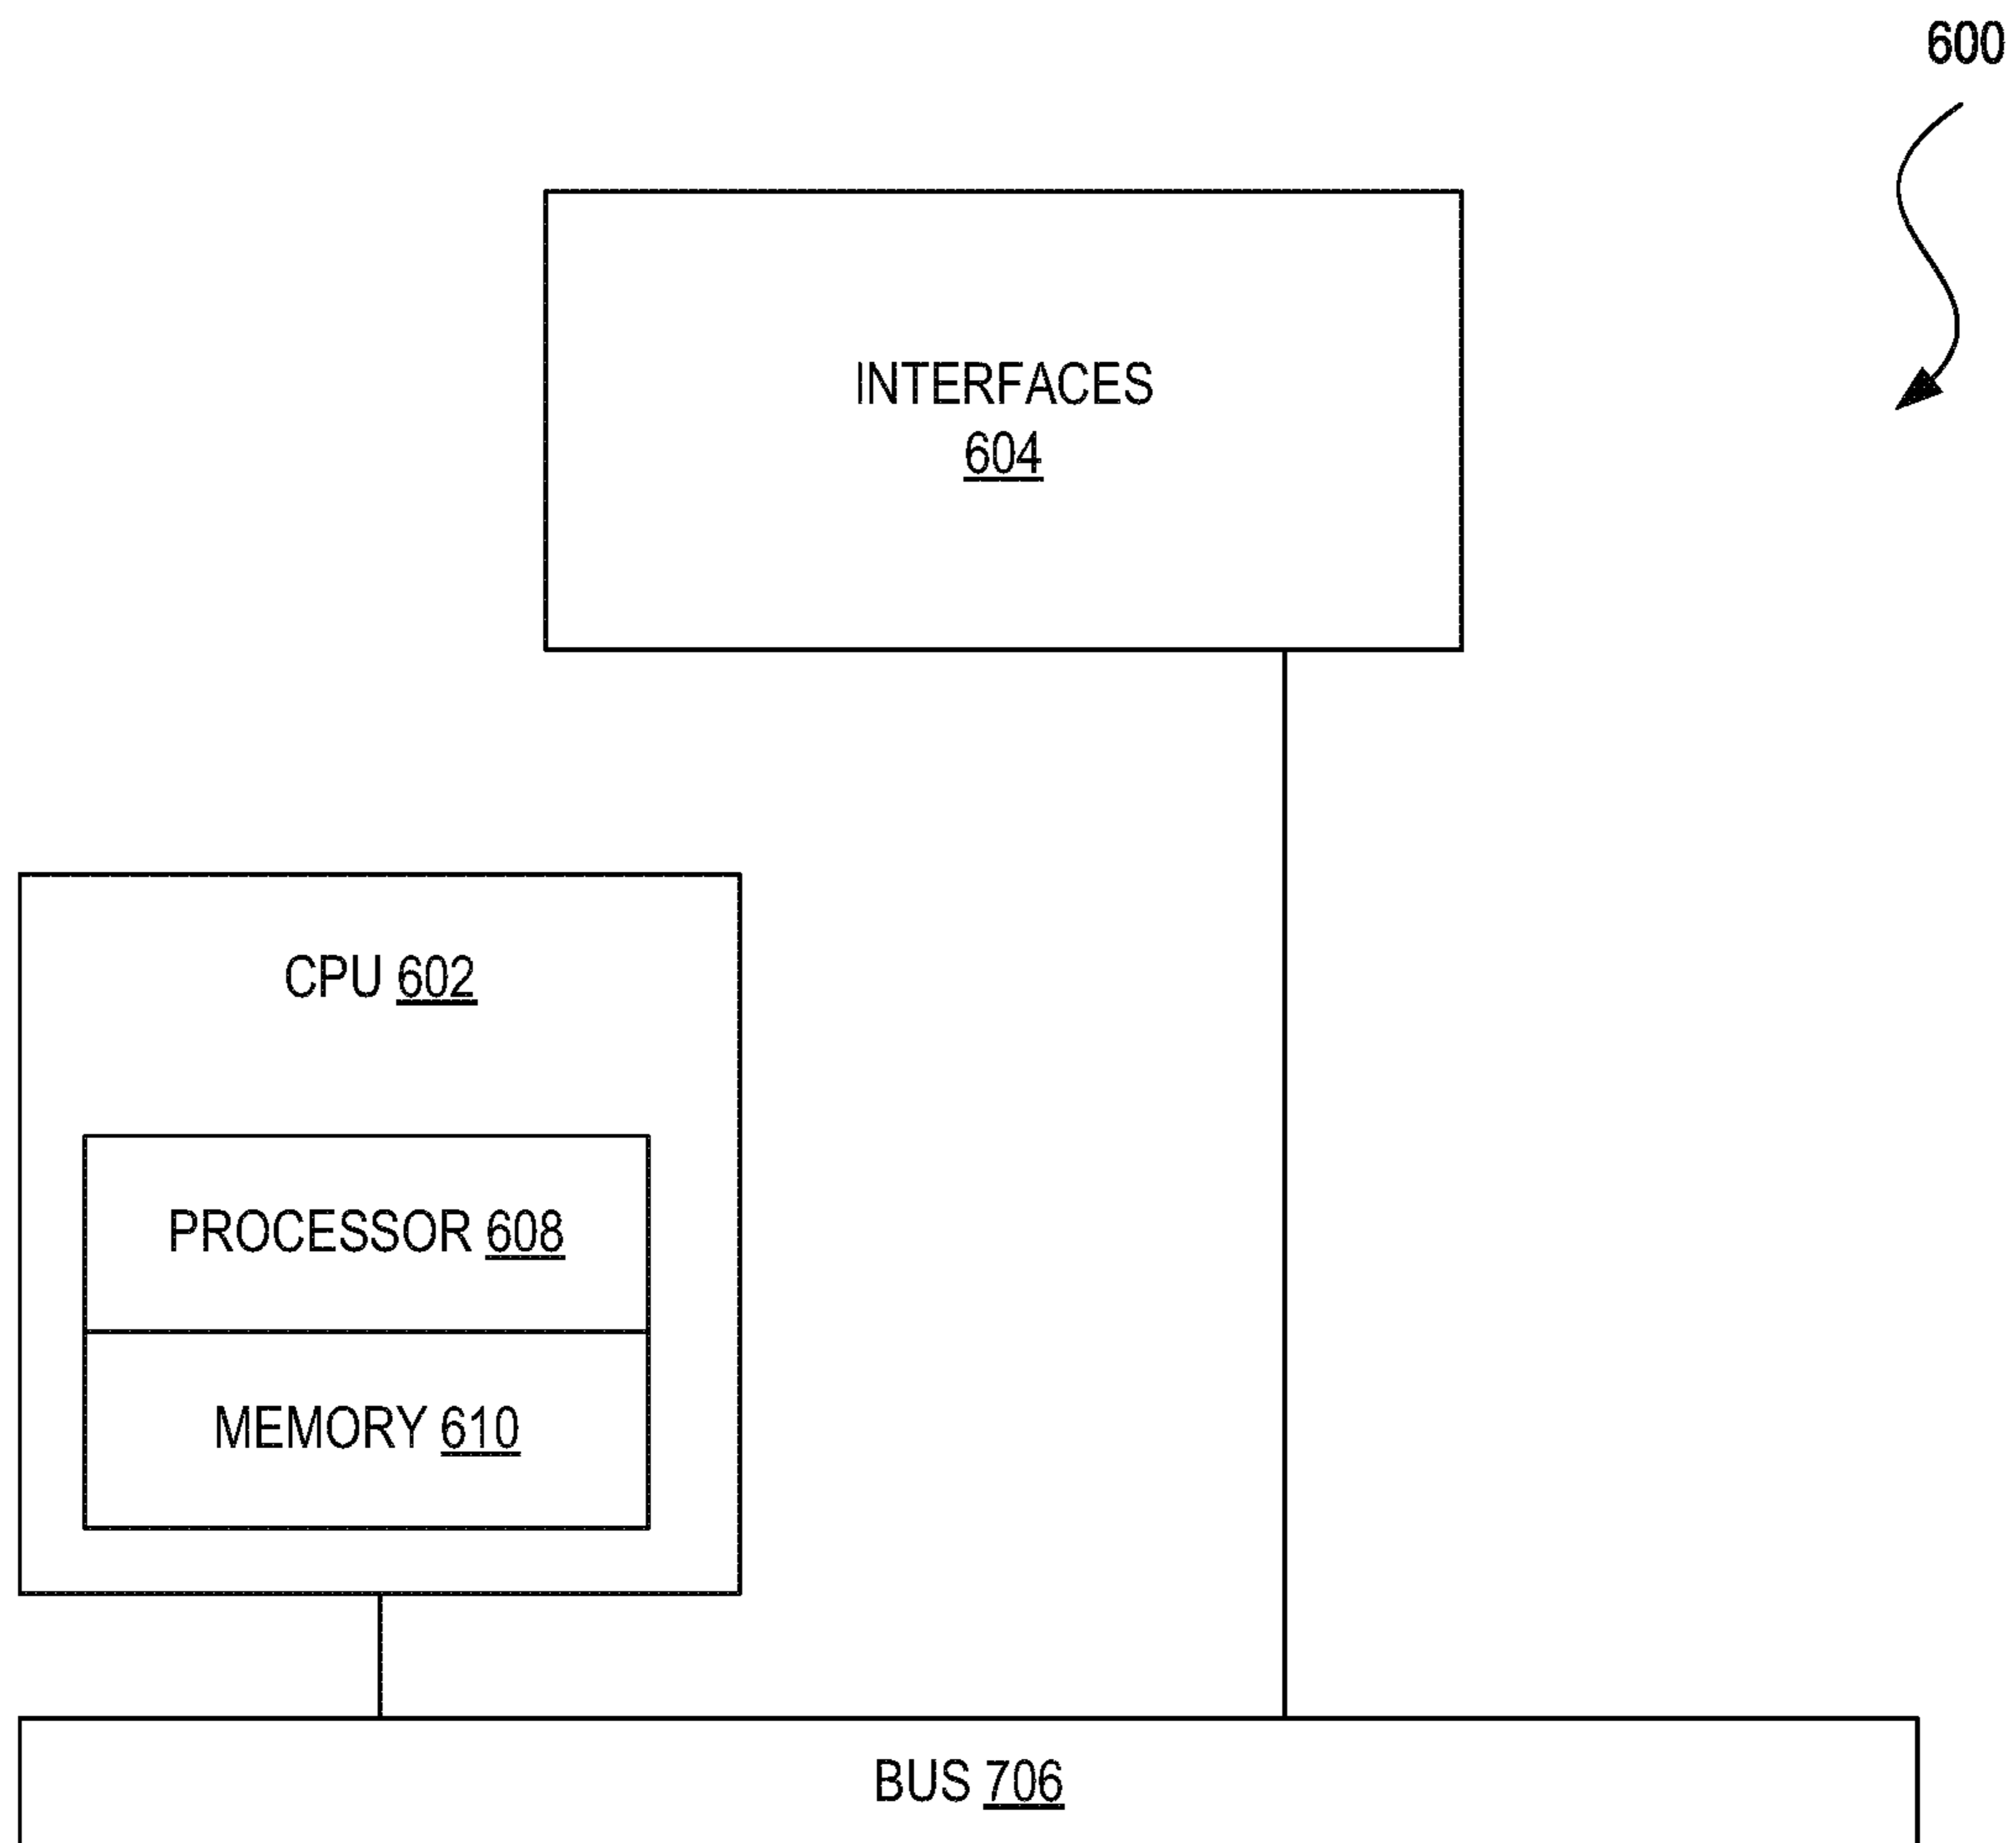 600
INTERFACES
604
CPU 602
PROCESSOR 608
MEMORY 610
BUS 706